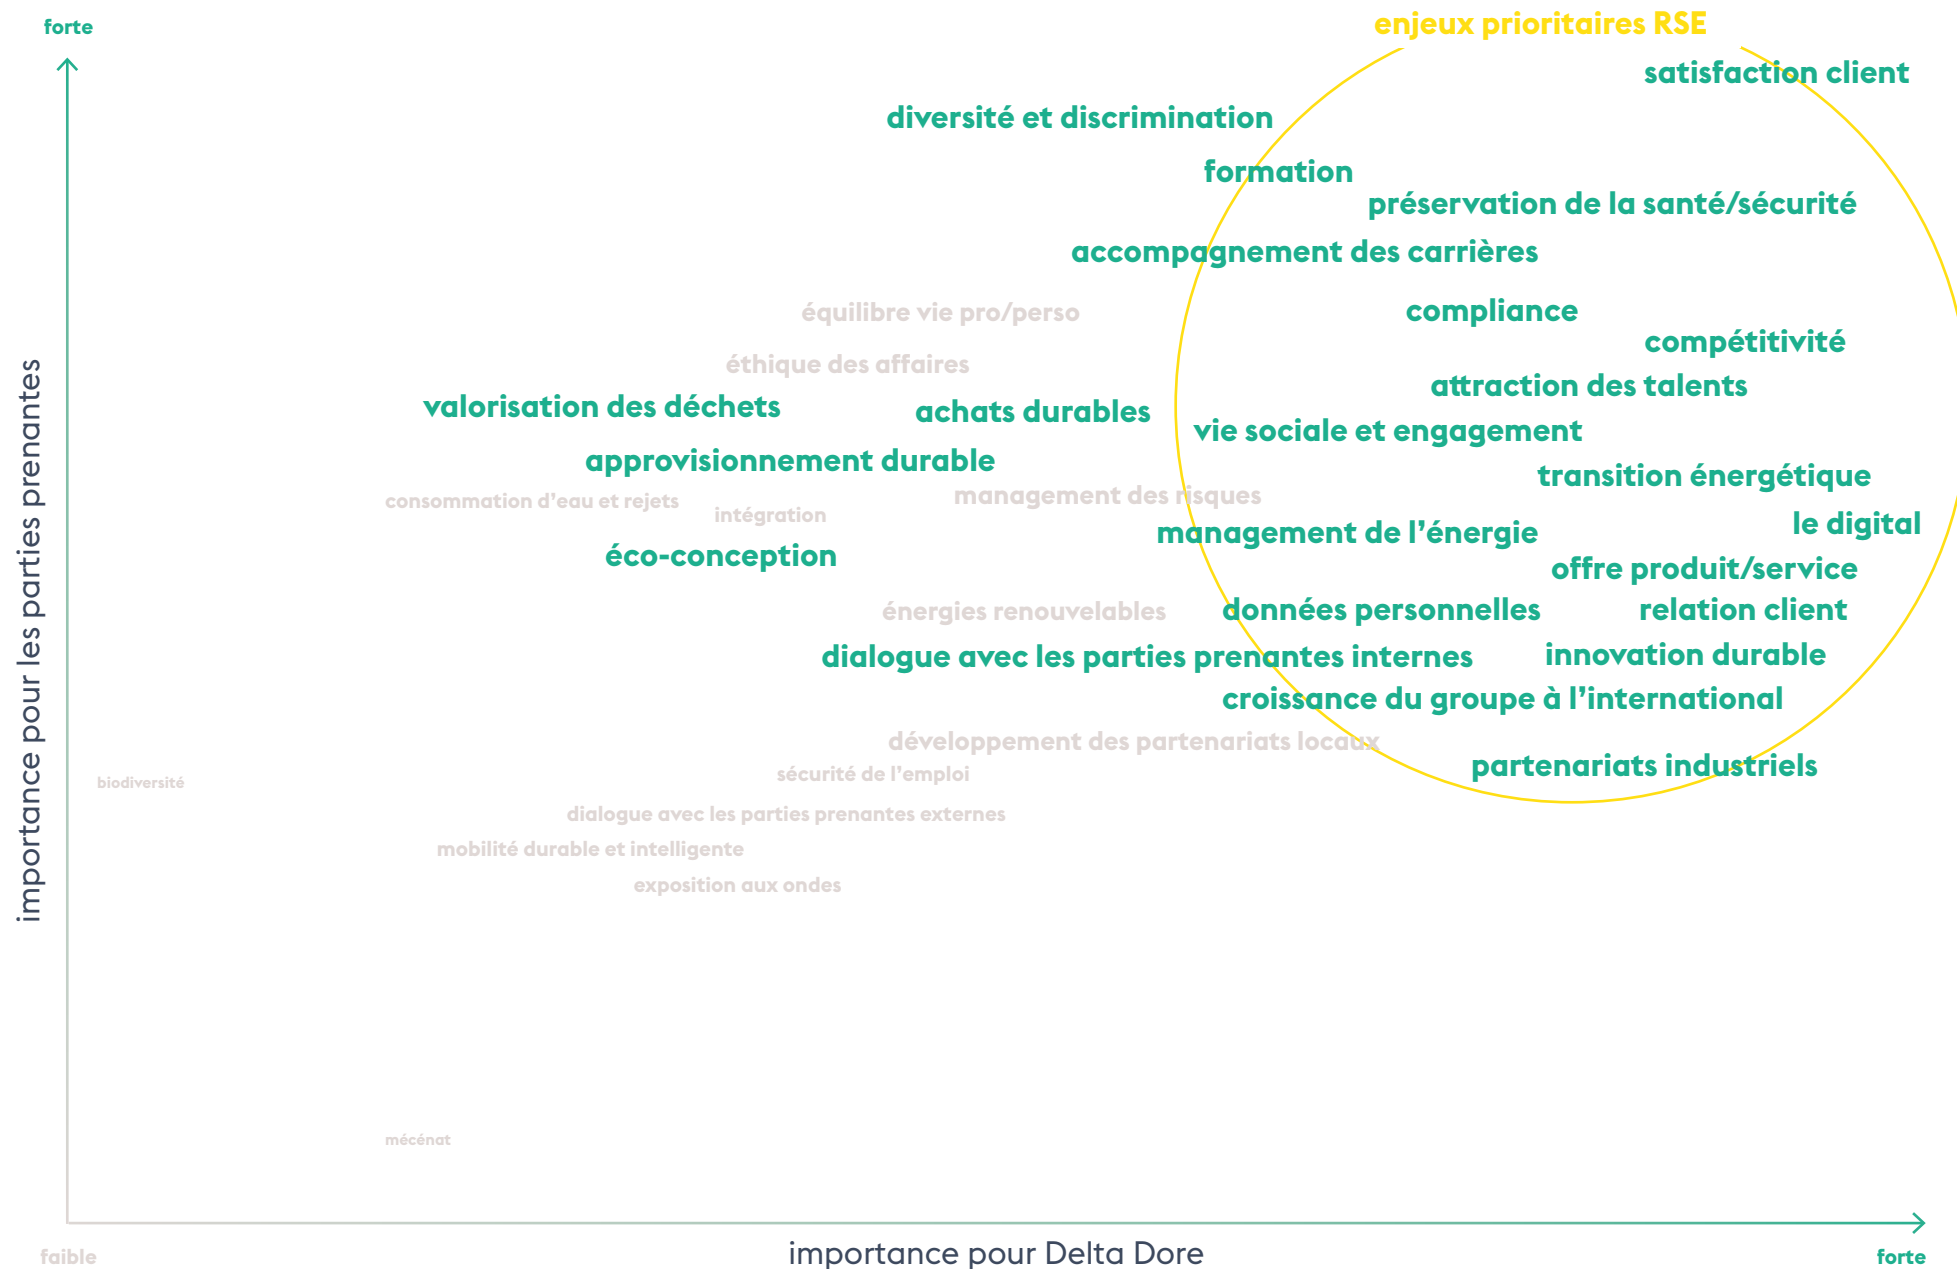 forte
enjeux prioritaires RSE
satisfaction client
diversité et discrimination
formation
préservation de la santé/sécurité
accompagnement des carrières
équilibre vie pro/perso
compliance
compétitivité
éthique des affaires
attraction des talents
valorisation des déchets
achats durables
vie sociale et engagement
approvisionnement durable
transition énergétique
consommation d’eau et rejets
management des risques
intégration
le digital
management de l’énergie
éco-conception
offre produit/service
énergies renouvelables
données personnelles
relation client
dialogue avec les parties prenantes internes
innovation durable
croissance du groupe à l’international
développement des partenariats locaux
partenariats industriels
sécurité de l’emploi
biodiversité
dialogue avec les parties prenantes externes
mobilité durable et intelligente
exposition aux ondes
mécénat
importance pour les parties prenantes
faible
importance pour Delta Dore
forte